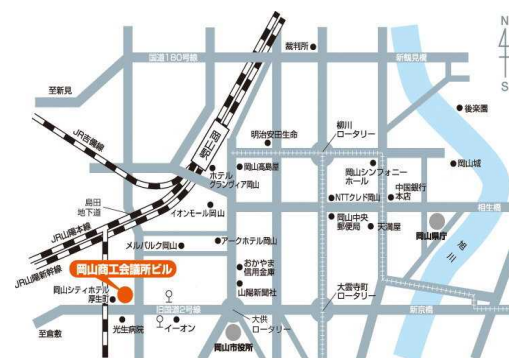 裁判所
国道180号線
新鶴見橋
N
S
至新見
後楽園
JR吉備線
岡山駅
明治安田生命
柳川
ロータリー
岡山高島屋
岡山シンフォニー
ホール
岡山城
ホテル
グランヴィア岡山
島田
地下道
NTTクレド岡山
中国銀行
本店
イオンモール岡山
相生橋
JR山陽本線
岡山中央
郵便局
天満屋
岡山県庁
旭川
アークホテル岡山
メルパルク岡山
JR山陽新幹線
おかやま
信用金庫
岡山商工会議所ビル
岡山シティホテル
厚生町
山陽新聞社
大雲寺町
ロータリー
旧国道2号線
新京橋
至倉敷
光生病院
イーオン
大供
ロータリー
岡山市役所